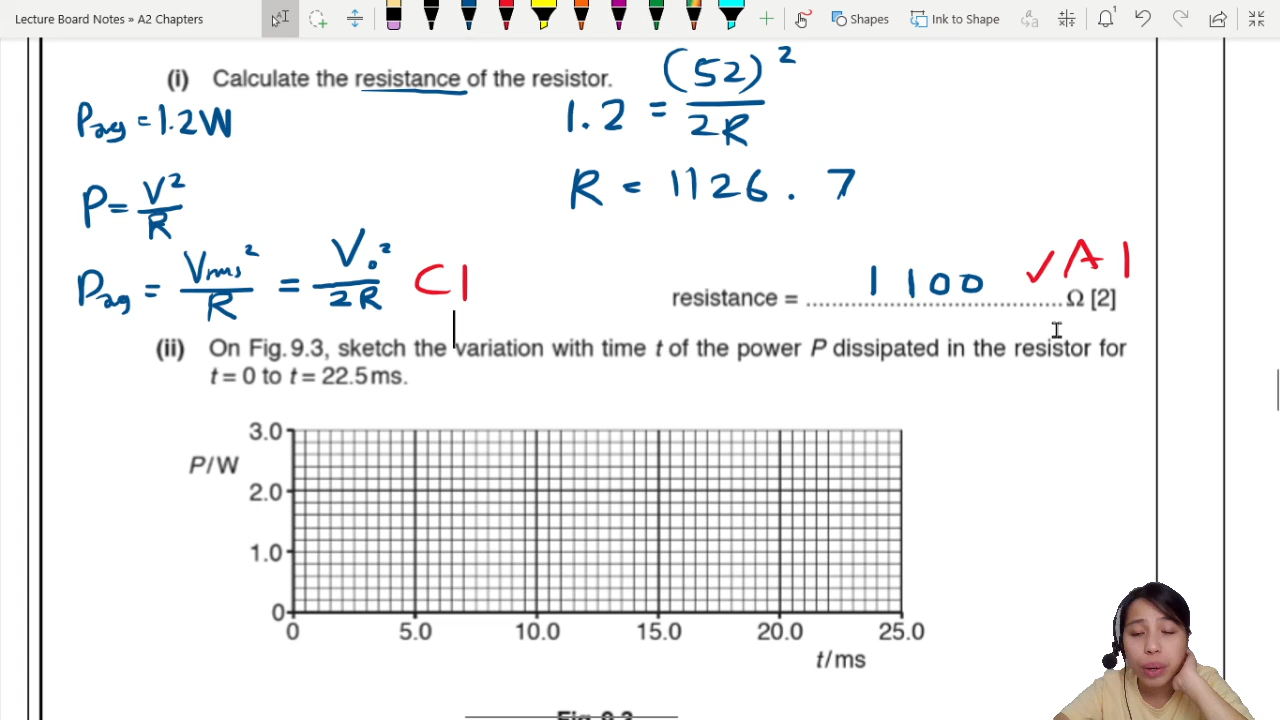 Lecture Board Notes » A2 Chapters
Shapes
Ink to Shape
(i) Calculate the resistance of the resistor.
Pavg = 1.2W
P = V²/R
Pavg = Vrms²/R = V₀²/2R C1
1.2 = (52)²/2R
R = 1126.7
resistance = 1100 Ω [2] ✓ A1
(ii) On Fig. 9.3, sketch the variation with time t of the power P dissipated in the resistor for
t = 0 to t = 22.5 ms.
3.0
P/W
2.0
1.0
0
0 5.0 10.0 15.0 20.0 25.0
t/ms
Fig. 9.3